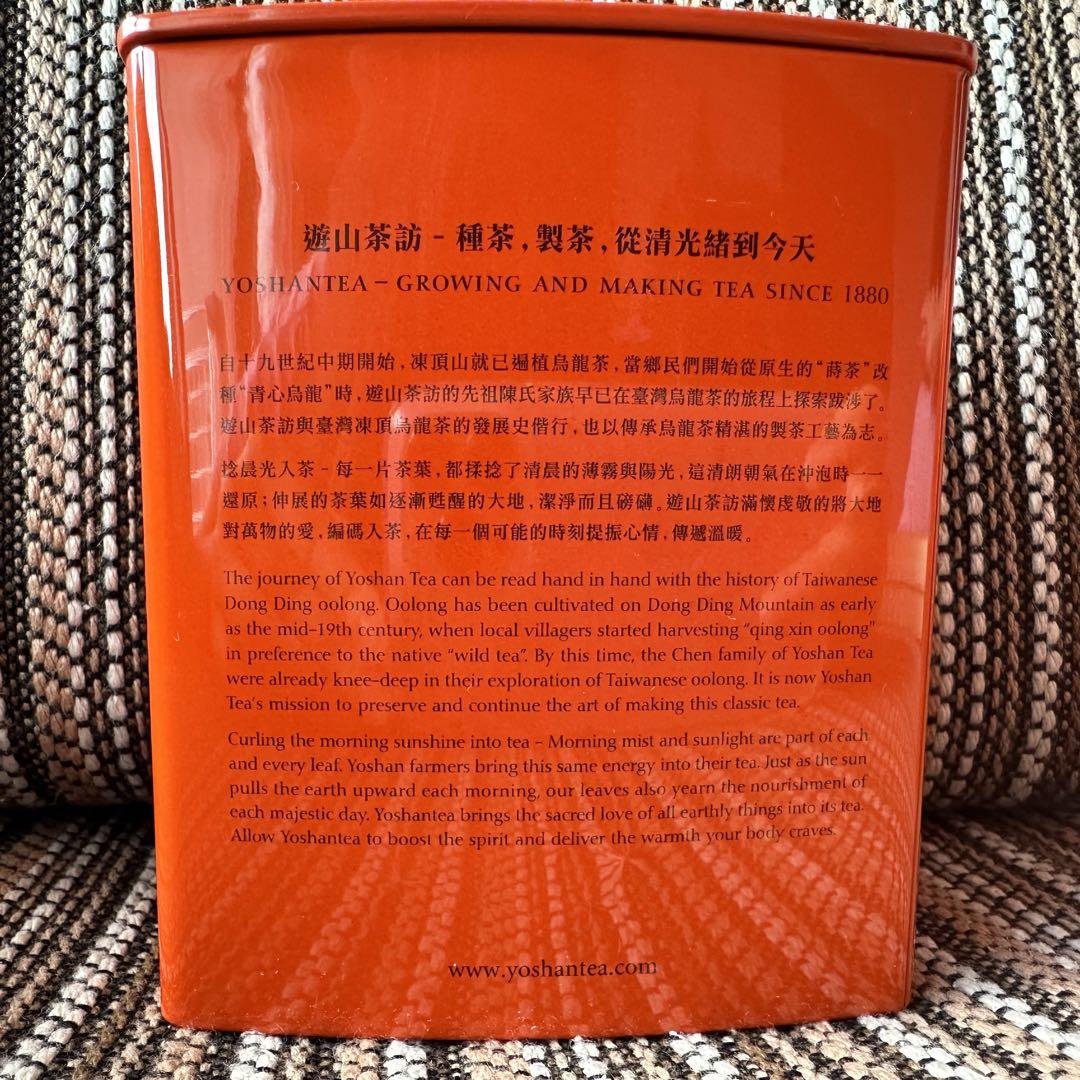 遊山茶訪 - 種茶,製茶,從清光緒到今天
YOSHANTEA – GROWING AND MAKING TEA SINCE 1880
自十九世紀中期開始,凍頂山就已遍植烏龍茶,當鄉民們開始從原生的“蒔茶”改
種“青心烏龍”時,遊山茶訪的先祖陳氏家族早已在臺灣烏龍茶的旅程上探索跋涉了。
遊山茶訪與臺灣凍頂烏龍茶的發展史偕行,也以傳承烏龍茶精湛的製茶工藝為志。
捻晨光入茶 - 每一片茶葉,都揉捻了清晨的薄霧與陽光,這清朗朝氣在沖泡時一一
還原;伸展的茶葉如逐漸甦醒的大地,潔淨而且磅礴。遊山茶訪滿懷虔敬的將大地
對萬物的愛,編碼入茶,在每一個可能的時刻提振心情,傳遞溫暖。
The journey of Yoshan Tea can be read hand in hand with the history of Taiwanese
Dong Ding oolong. Oolong has been cultivated on Dong Ding Mountain as early
as the mid-19th century, when local villagers started harvesting “qing xin oolong”
in preference to the native “wild tea”. By this time, the Chen family of Yoshan Tea
were already knee-deep in their exploration of Taiwanese oolong. It is now Yoshan
Tea’s mission to preserve and continue the art of making this classic tea.
Curling the morning sunshine into tea – Morning mist and sunlight are part of each
and every leaf. Yoshan farmers bring this same energy into their tea. Just as the sun
pulls the earth upward each morning, our leaves also yearn the nourishment of
each majestic day. Yoshantea brings the sacred love of all earthly things into its tea.
Allow Yoshantea to boost the spirit and deliver the warmth your body craves.
www.yoshantea.com